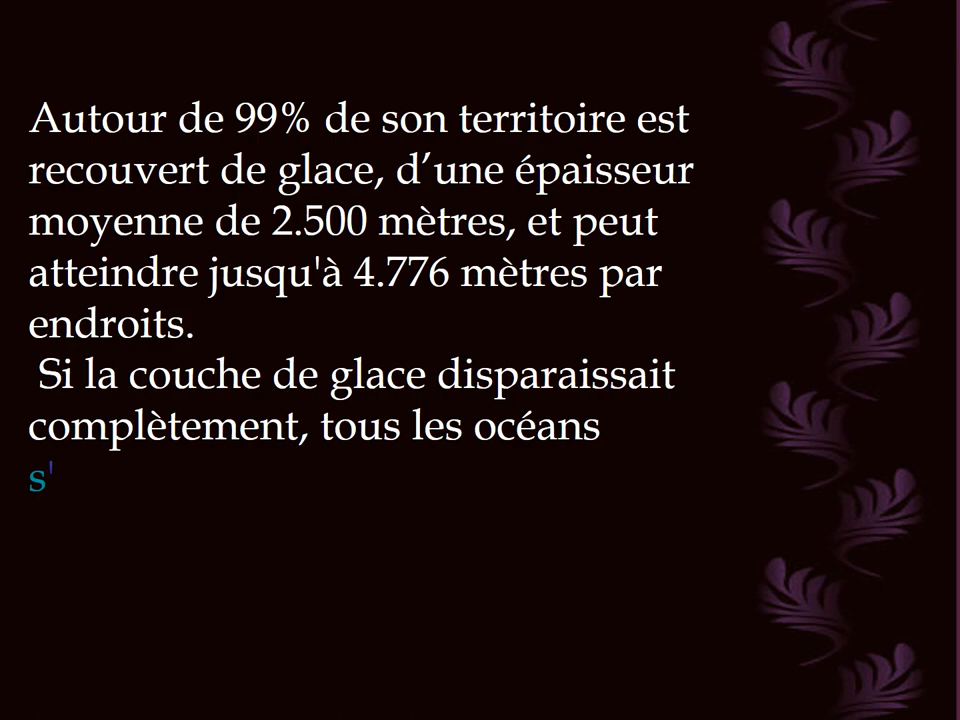 Autour de 99% de son territoire est
recouvert de glace, d’une épaisseur
moyenne de 2.500 mètres, et peut
atteindre jusqu'à 4.776 mètres par
endroits.
Si la couche de glace disparaissait
complètement, tous les océans
s'